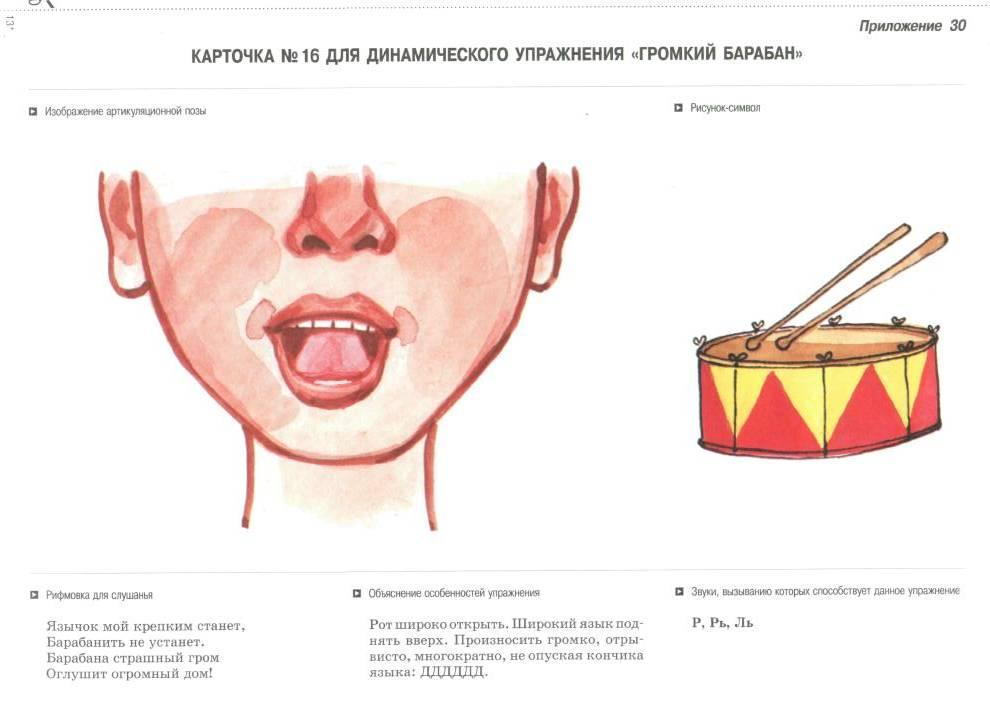 13*
Приложение 30
КАРТОЧКА № 16 ДЛЯ ДИНАМИЧЕСКОГО УПРАЖНЕНИЯ «ГРОМКИЙ БАРАБАН»
Изображение артикуляционной позы
Рисунок-символ
Рифмовка для слушанья
Язычок мой крепким станет,
Барабанить не устанет.
Барабана страшный гром
Оглушит огромный дом!
Объяснение особенностей упражнения
Рот широко открыть. Широкий язык под-
нять вверх. Произносить громко, отры-
висто, многократно, не опуская кончика
языка: ДДДДДД.
Звуки, вызыванию которых способствует данное упражнение
Р, Рь, Ль